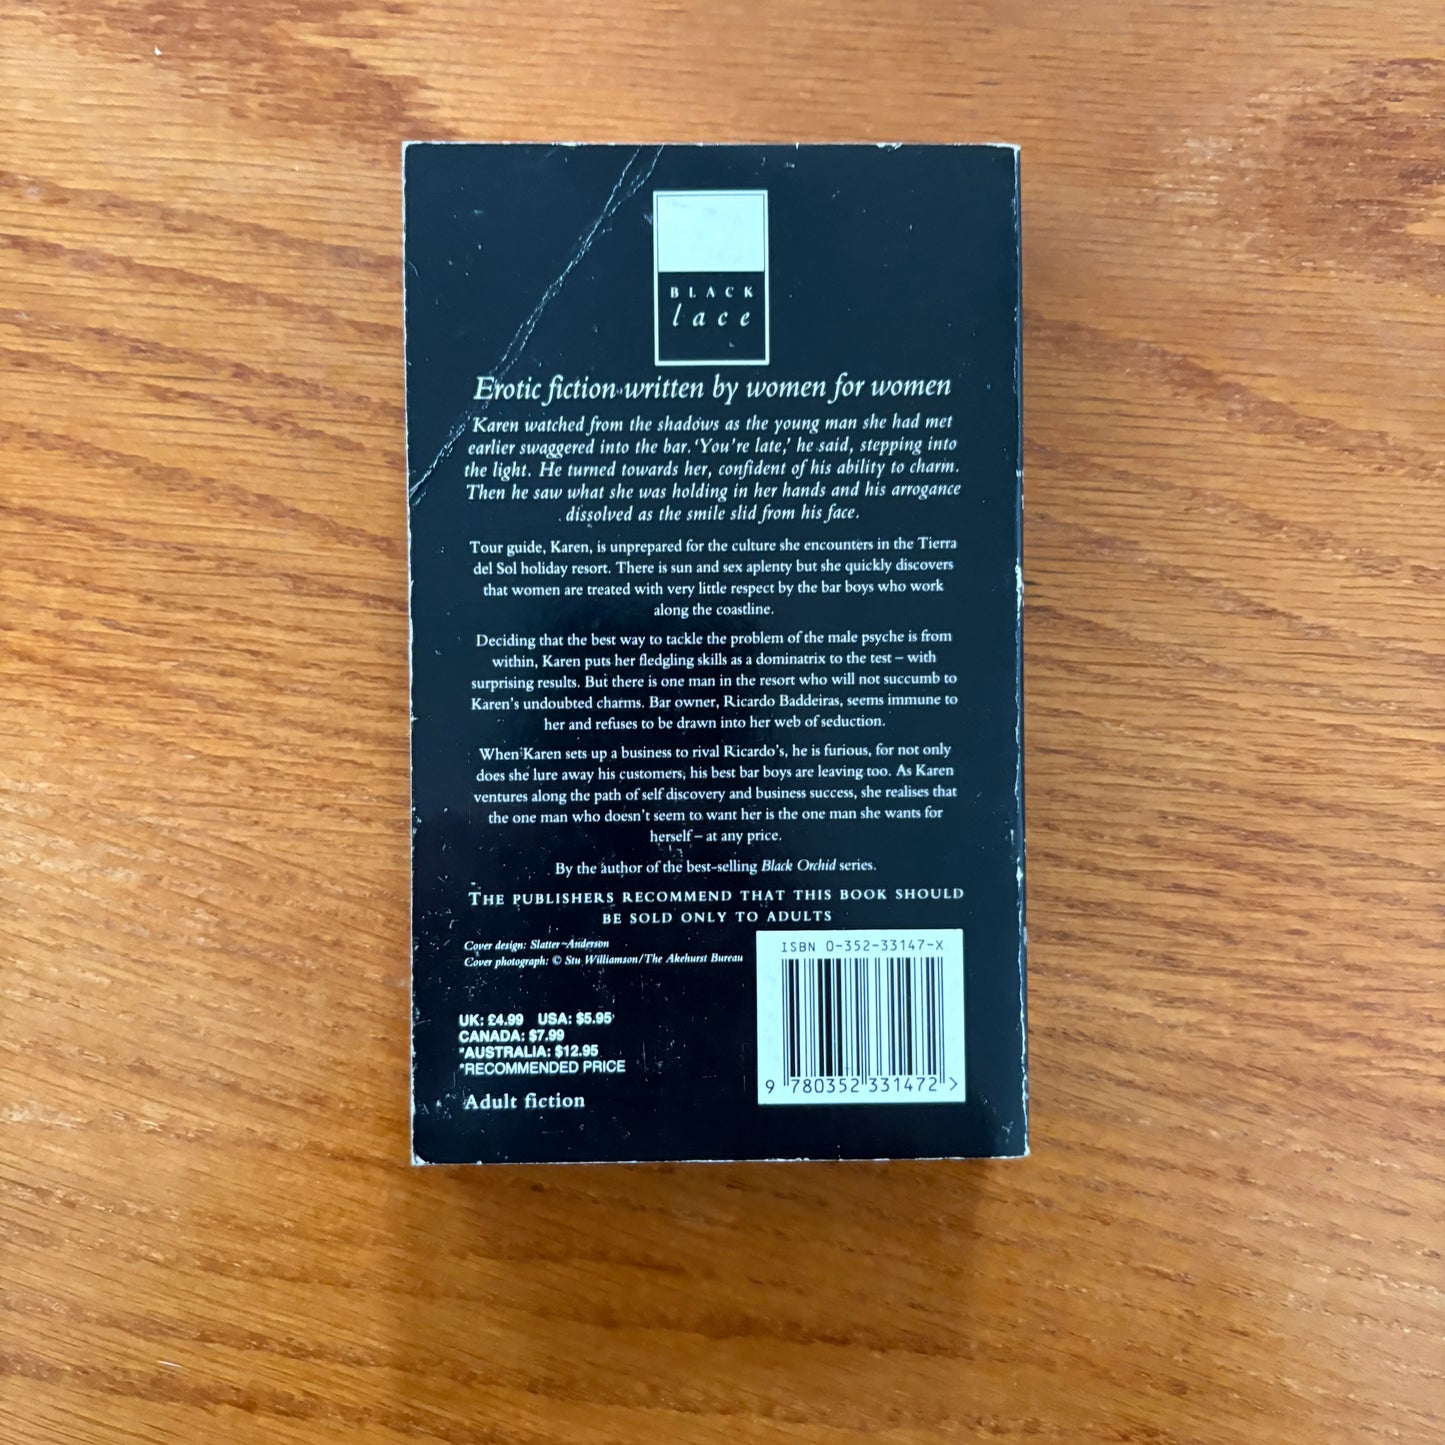 BLACK
lace
Erotic fiction written by women for women
Karen watched from the shadows as the young man she had met
earlier swaggered into the bar. ‘You’re late,’ he said, stepping into
the light. He turned towards her, confident of his ability to charm.
Then he saw what she was holding in her hands and his arrogance
dissolved as the smile slid from his face.
Tour guide, Karen, is unprepared for the culture she encounters in the Tierra
del Sol holiday resort. There is sun and sex aplenty but she quickly discovers
that women are treated with very little respect by the bar boys who work
along the coastline.
Deciding that the best way to tackle the problem of the male psyche is from
within, Karen puts her fledgling skills as a dominatrix to the test – with
surprising results. But there is one man in the resort who will not succumb to
Karen’s undoubted charms. Bar owner, Ricardo Baddeiras, seems immune to
her and refuses to be drawn into her web of seduction.
When Karen sets up a business to rival Ricardo’s, he is furious, for not only
does she lure away his customers, his best bar boys are leaving too. As Karen
ventures along the path of self discovery and business success, she realises that
the one man who doesn’t seem to want her is the one man she wants for
herself – at any price.
By the author of the best-selling Black Orchid series.
THE PUBLISHERS RECOMMEND THAT THIS BOOK SHOULD
BE SOLD ONLY TO ADULTS
Cover design: Slatter~Anderson
Cover photograph: © Stu Williamson/The Akehurst Bureau
ISBN 0-352-33147-X
UK: £4.99 USA: $5.95
CANADA: $7.99
*AUSTRALIA: $12.95
*RECOMMENDED PRICE
9 780352 331472 >
Adult fiction